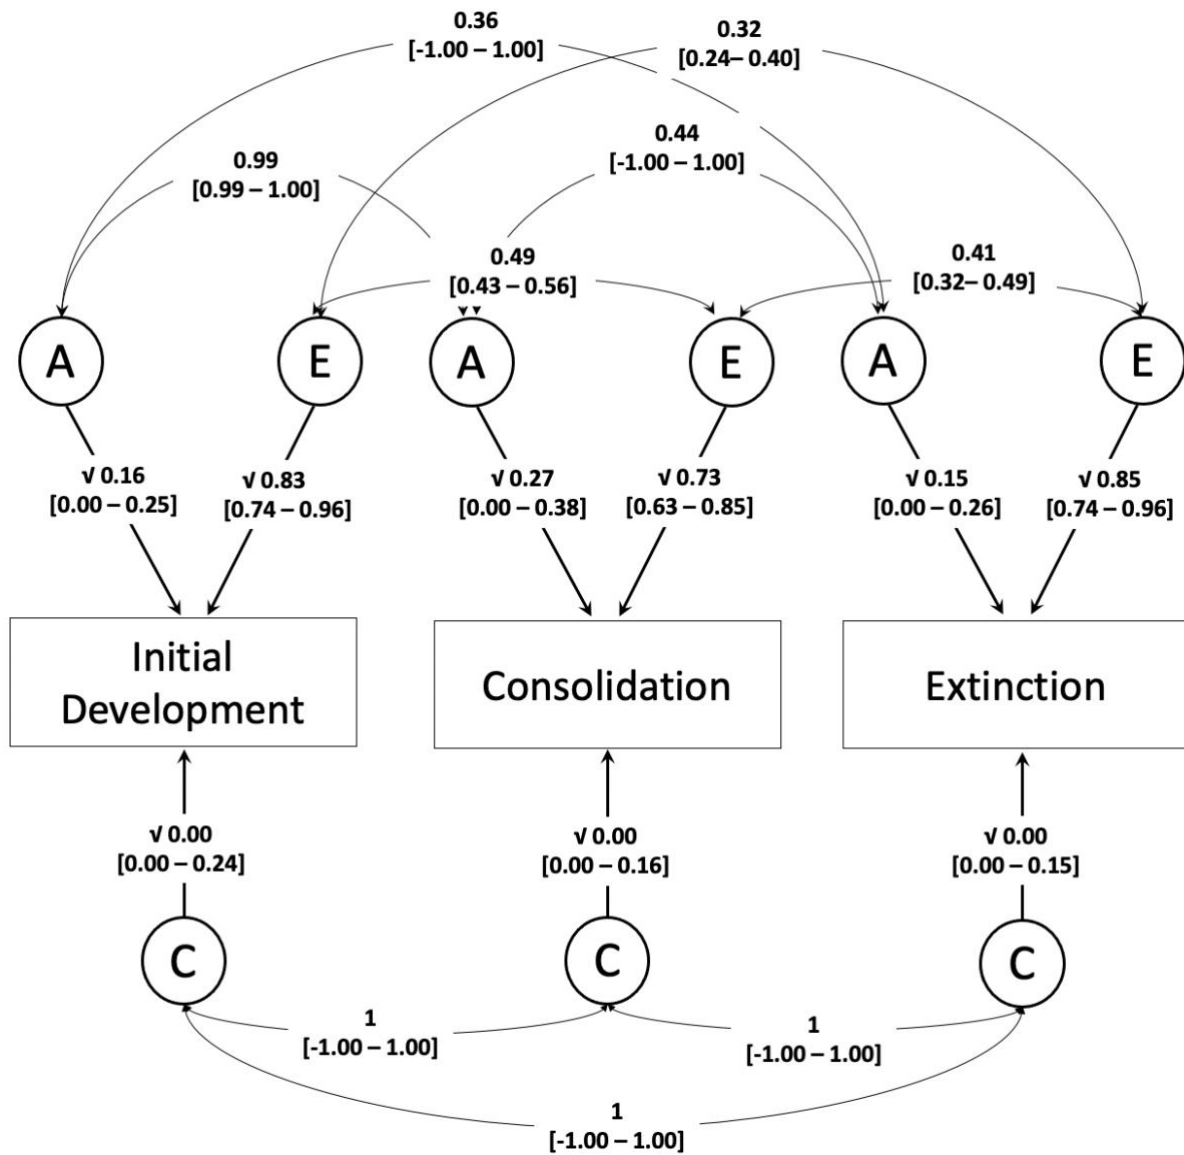 0.36
[-1.00 – 1.00]
0.32
[0.24– 0.40]
0.99
[0.99 – 1.00]
0.44
[-1.00 – 1.00]
0.49
[0.43 – 0.56]
0.41
[0.32– 0.49]
A
E
A
E
A
E
√ 0.16
[0.00 – 0.25]
√ 0.83
[0.74 – 0.96]
√ 0.27
[0.00 – 0.38]
√ 0.73
[0.63 – 0.85]
√ 0.15
[0.00 – 0.26]
√ 0.85
[0.74 – 0.96]
Initial
Development
Consolidation
Extinction
√ 0.00
[0.00 – 0.24]
√ 0.00
[0.00 – 0.16]
√ 0.00
[0.00 – 0.15]
C
C
C
1
[-1.00 – 1.00]
1
[-1.00 – 1.00]
1
[-1.00 – 1.00]